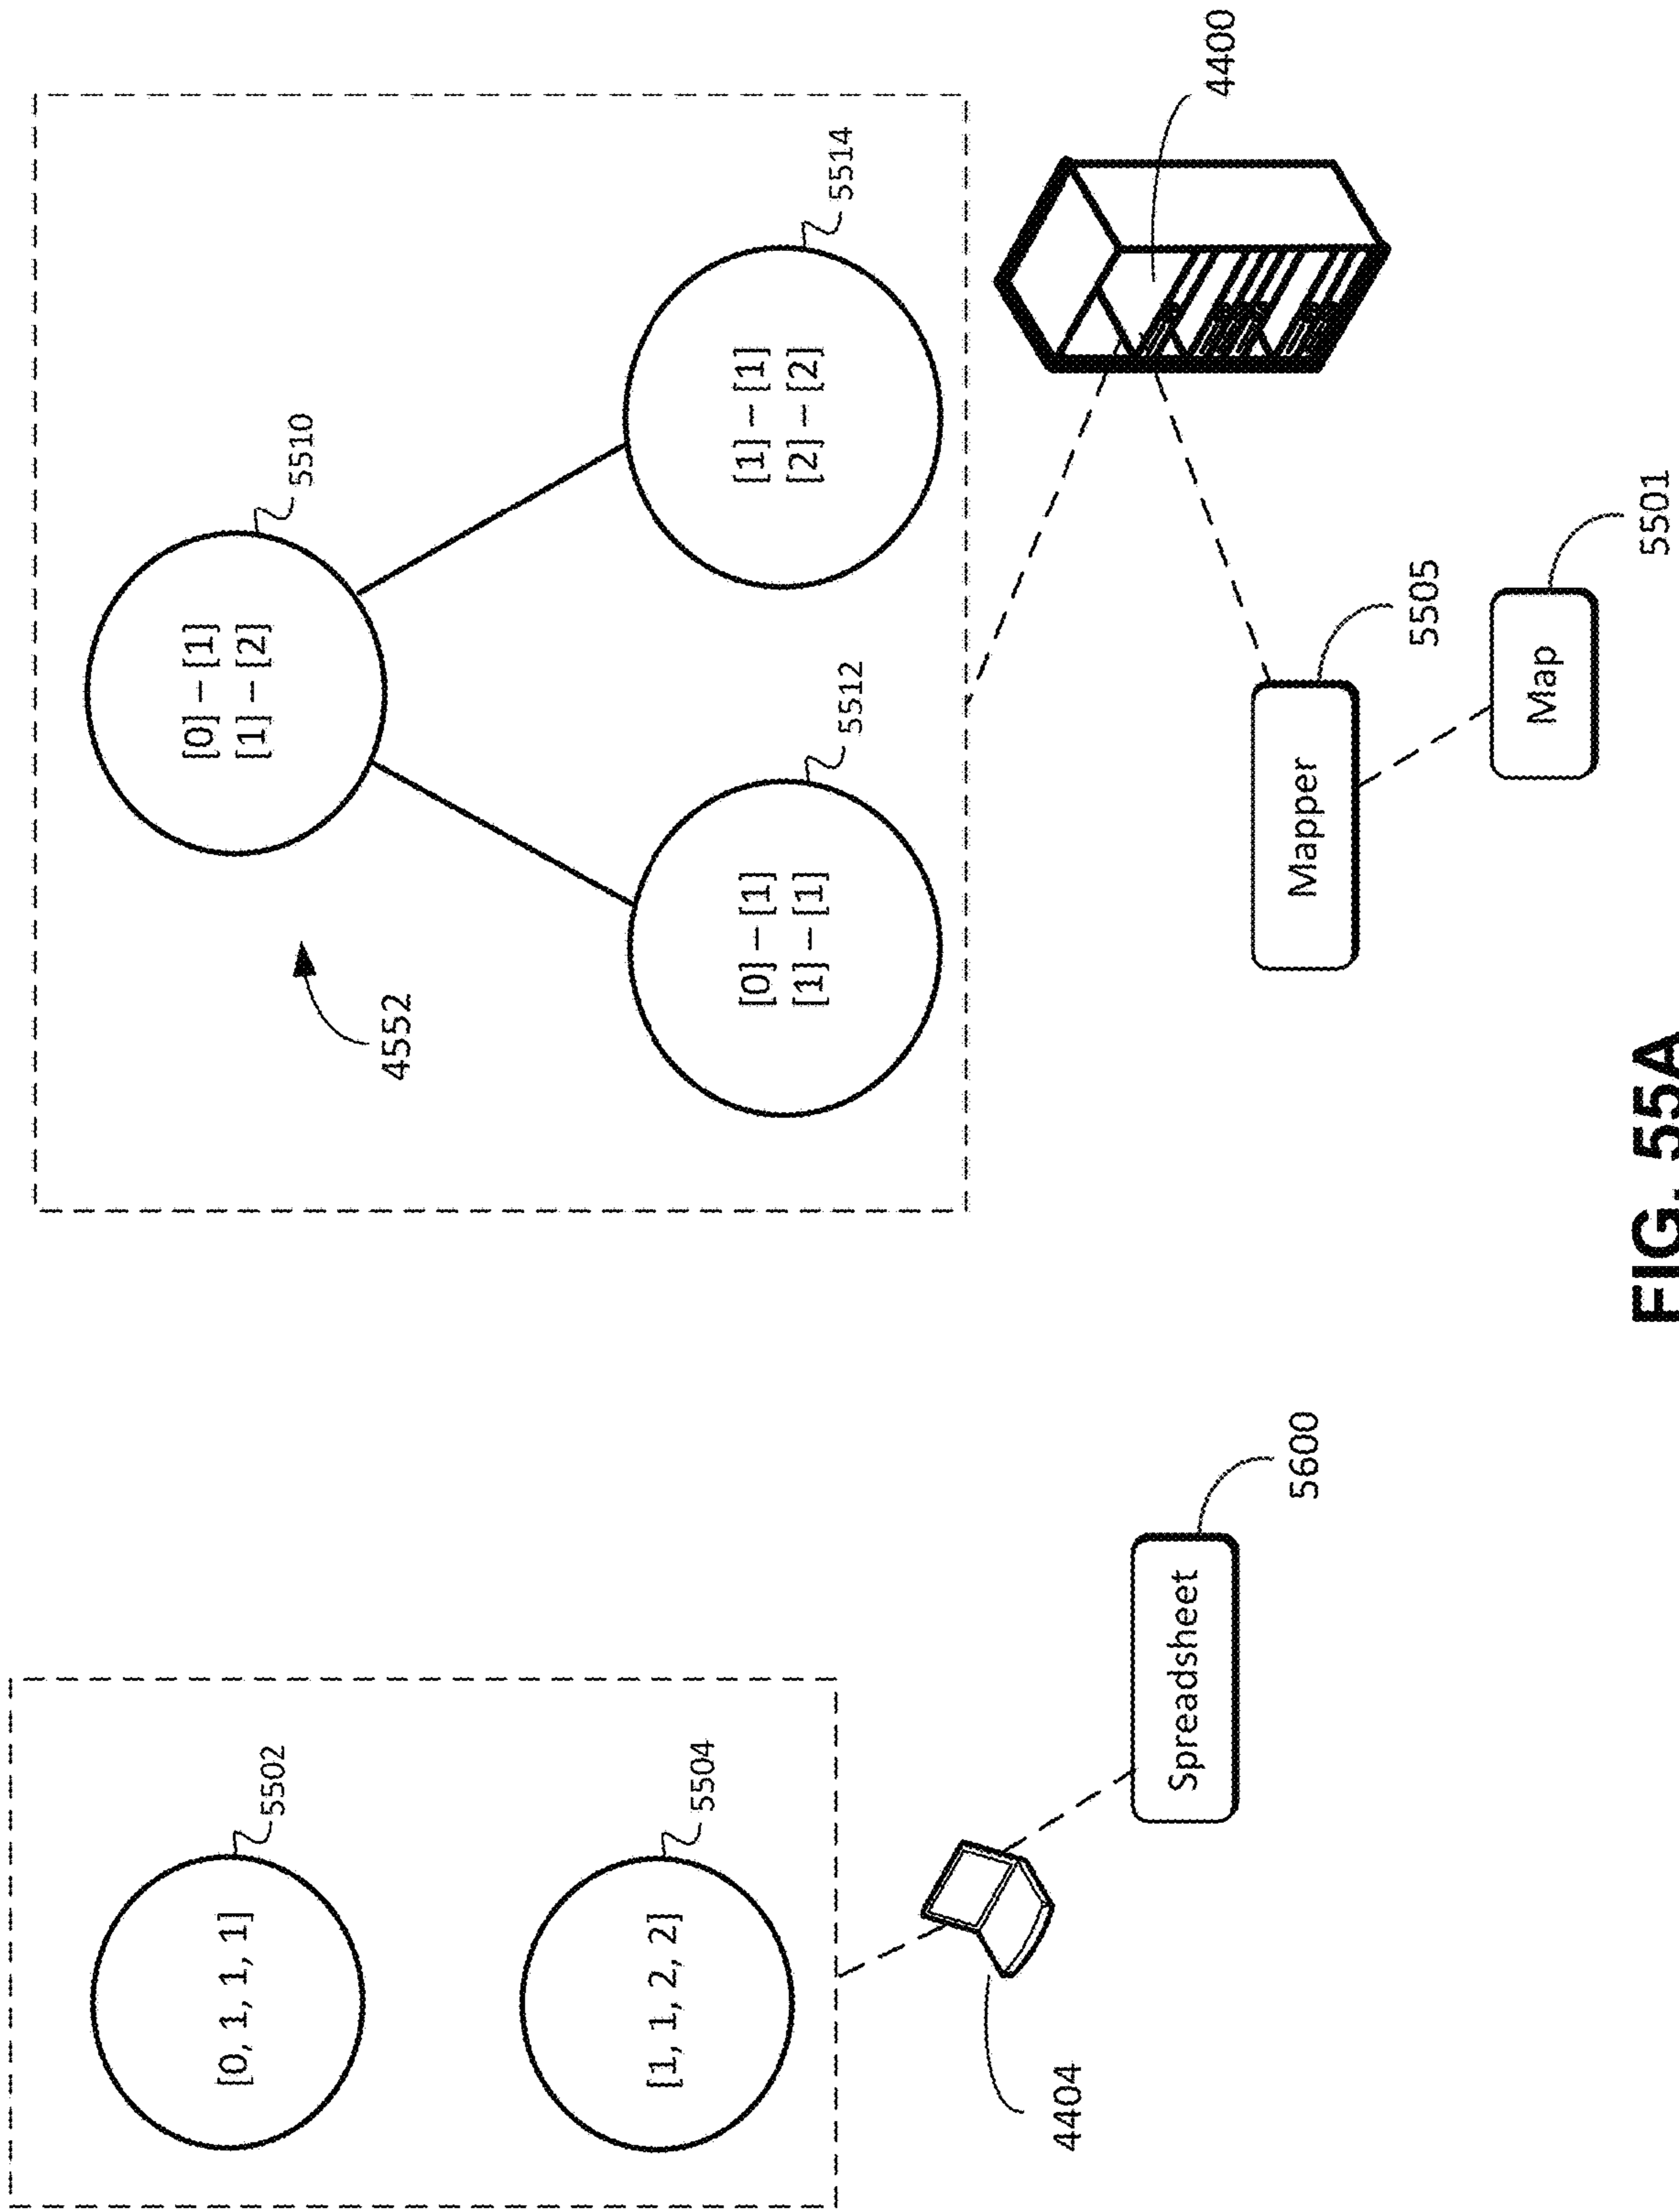 [0, 1, 1, 1]
5502
[1, 1, 2, 2]
5504
4404
Spreadsheet
5600
4552
[0] – [1]
[1] – [2]
5510
[0] – [1]
[1] – [1]
5512
[1] – [1]
[2] – [2]
5514
4400
Mapper
5505
Map
5501
FIG. 55A